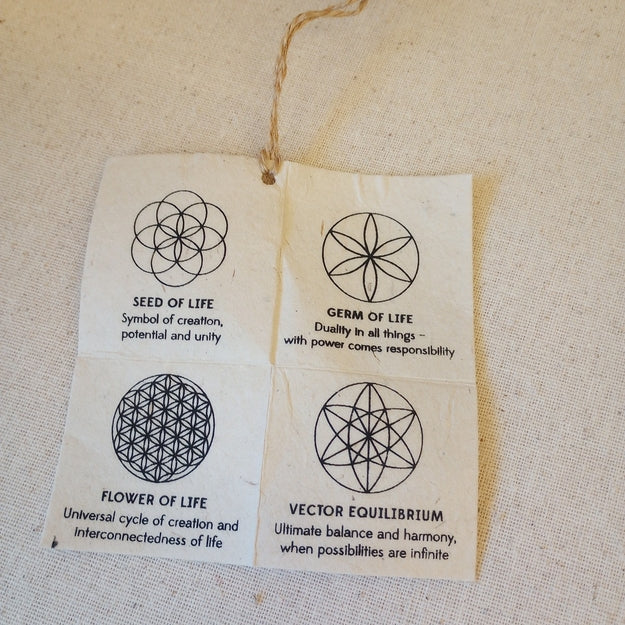 SEED OF LIFE
Symbol of creation,
potential and unity
GERM OF LIFE
Duality in all things –
with power comes responsibility
FLOWER OF LIFE
Universal cycle of creation and
interconnectedness of life
VECTOR EQUILIBRIUM
Ultimate balance and harmony,
when possibilities are infinite